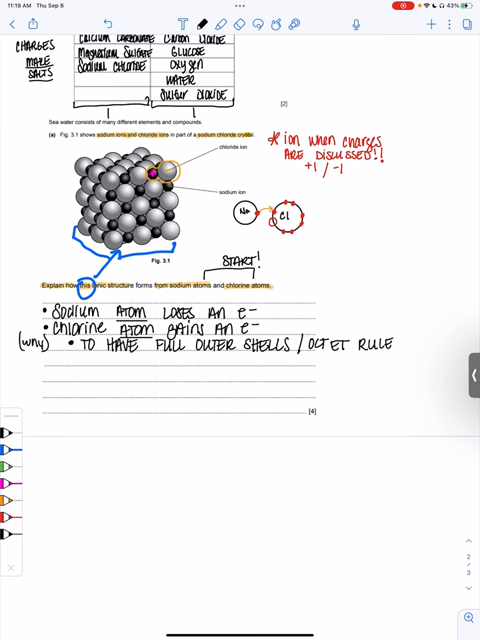 11:19 AM Thu Sep 6
43%
CHARGES
MAKE
SALTS
CALCIUM CARBONATE CARBON DIOXIDE
MAGNESIUM SULFATE GLUCOSE
SODIUM CHLORIDE OXYGEN
WATER
SULFUR DIOXIDE
[2]
Sea water consists of many different elements and compounds.
(a) Fig. 3.1 shows sodium ions and chloride ions in part of a sodium chloride crystal.
chloride ion
sodium ion
* ion when charges
ARE DISCUSSED!!
+1 / -1
Na Cl
Fig. 3.1
START!
Explain how this ionic structure forms from sodium atoms and chlorine atoms.
• SODIUM ATOM LOSES AN e-
• CHLORINE ATOM GAINS AN e-
(WHY) • TO HAVE FULL OUTER SHELLS / OCTET RULE
[4]
2
3